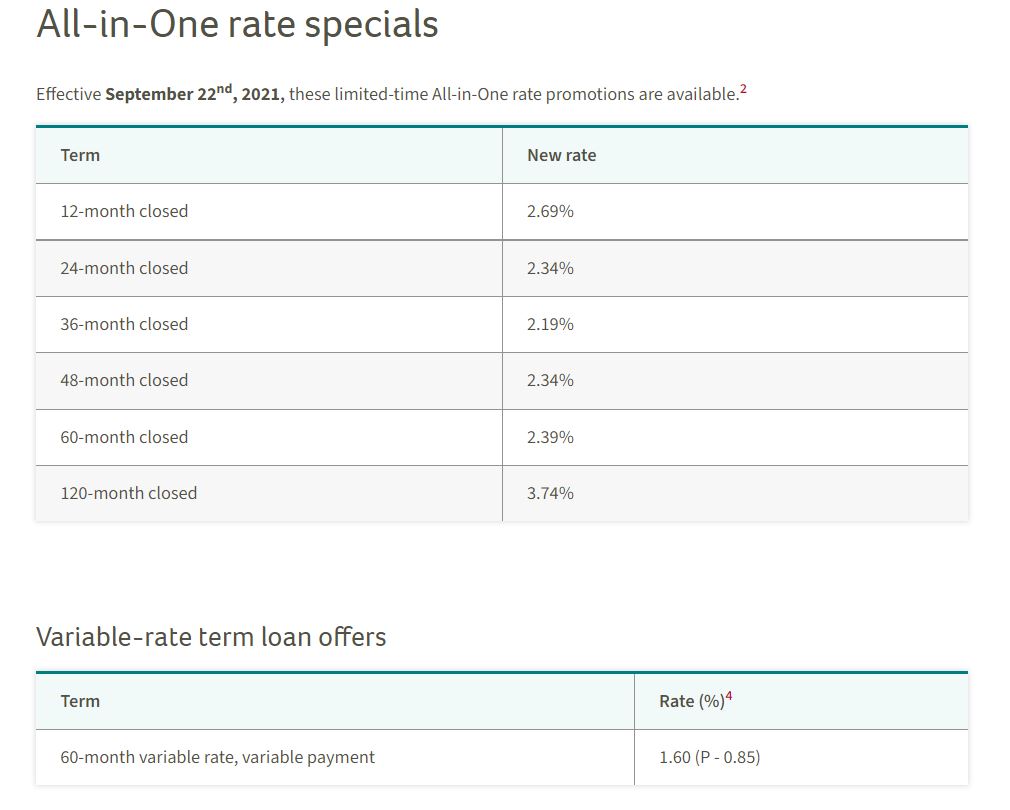 All-in-One rate specials
Effective September 22nd, 2021, these limited-time All-in-One rate promotions are available.2
Term New rate
12-month closed 2.69%
24-month closed 2.34%
36-month closed 2.19%
48-month closed 2.34%
60-month closed 2.39%
120-month closed 3.74%
Variable-rate term loan offers
Term Rate (%)4
60-month variable rate, variable payment 1.60 (P - 0.85)